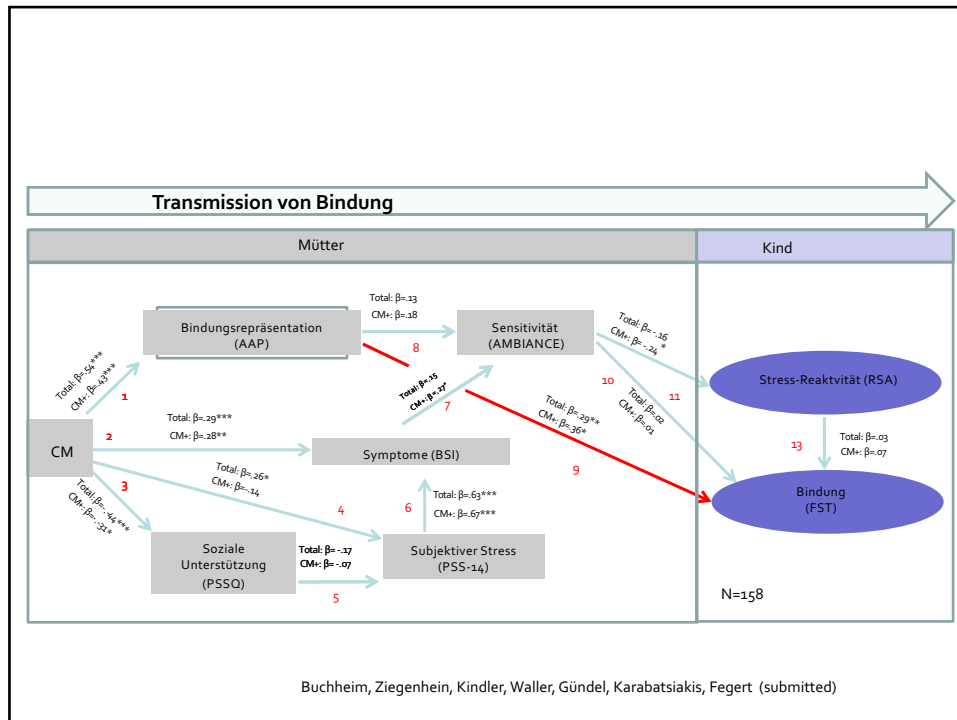 Transmission von Bindung
Mütter
Kind
Bindungsrepräsentation
(AAP)
Total: β=.13
CM+: β=.18
8
Sensitivität
(AMBIANCE)
Total: β=-.16
CM+: β=-.24 *
Stress-Reaktvität (RSA)
Total: β=.54***
CM+: β=.43***
1
Total: β=.15
CM+: β=.17*
7
10
11
Total: β=.02
CM+: β=.01
2
Total: β=.29***
CM+: β=.28**
CM
Symptome (BSI)
Total: β=.29**
CM+: β=.36*
9
13
Total: β=.03
CM+: β=.07
3
Total: β=.26*
CM+: β=-.14
4
Total: β=-.44***
CM+: β=-.31*
6
Total: β=.63***
CM+: β=.67***
Bindung
(FST)
Soziale
Unterstützung
(PSSQ)
Total: β= -.17
CM+: β= -.07
5
Subjektiver Stress
(PSS-14)
N=158
Buchheim, Ziegenhein, Kindler, Waller, Gündel, Karabatsiakis, Fegert (submitted)